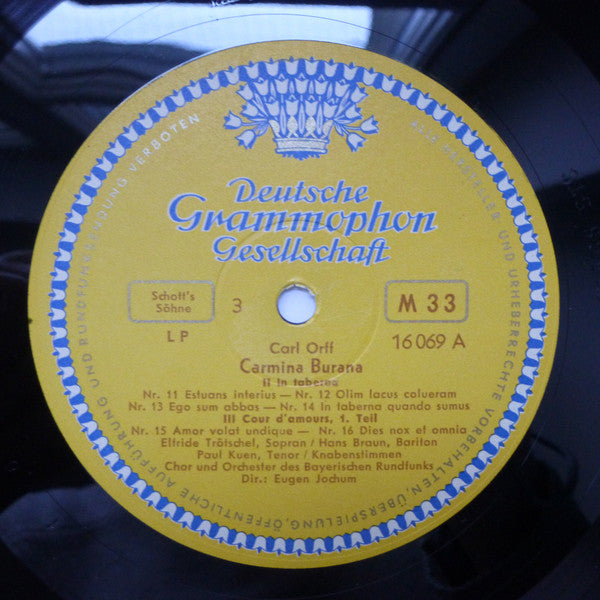 Deutsche
Grammophon
Gesellschaft
Schott's
Söhne
3
M 33
LP
16069 A
Carl Orff
Carmina Burana
II In taberna
Nr. 11 Estuans interius — Nr. 12 Olim lacus colueram
Nr. 13 Ego sum abbas — Nr. 14 In taberna quando sumus
III Cour d'amours, 1. Teil
Nr. 15 Amor volat undique — Nr. 16 Dies nox et omnia
Elfride Trötschel, Sopran / Hans Braun, Bariton
Paul Kuen, Tenor / Knabenstimmen
Chor und Orchester des Bayerischen Rundfunks
Dir.: Eugen Jochum
HERSTELLER- UND URHEBERRECHTE VORBEHALTEN, ÜBERSPIELUNG, ÖFFENTLICHE AUFFÜHRUNG UND RUNDFUNKSENDUNG VERBOTEN